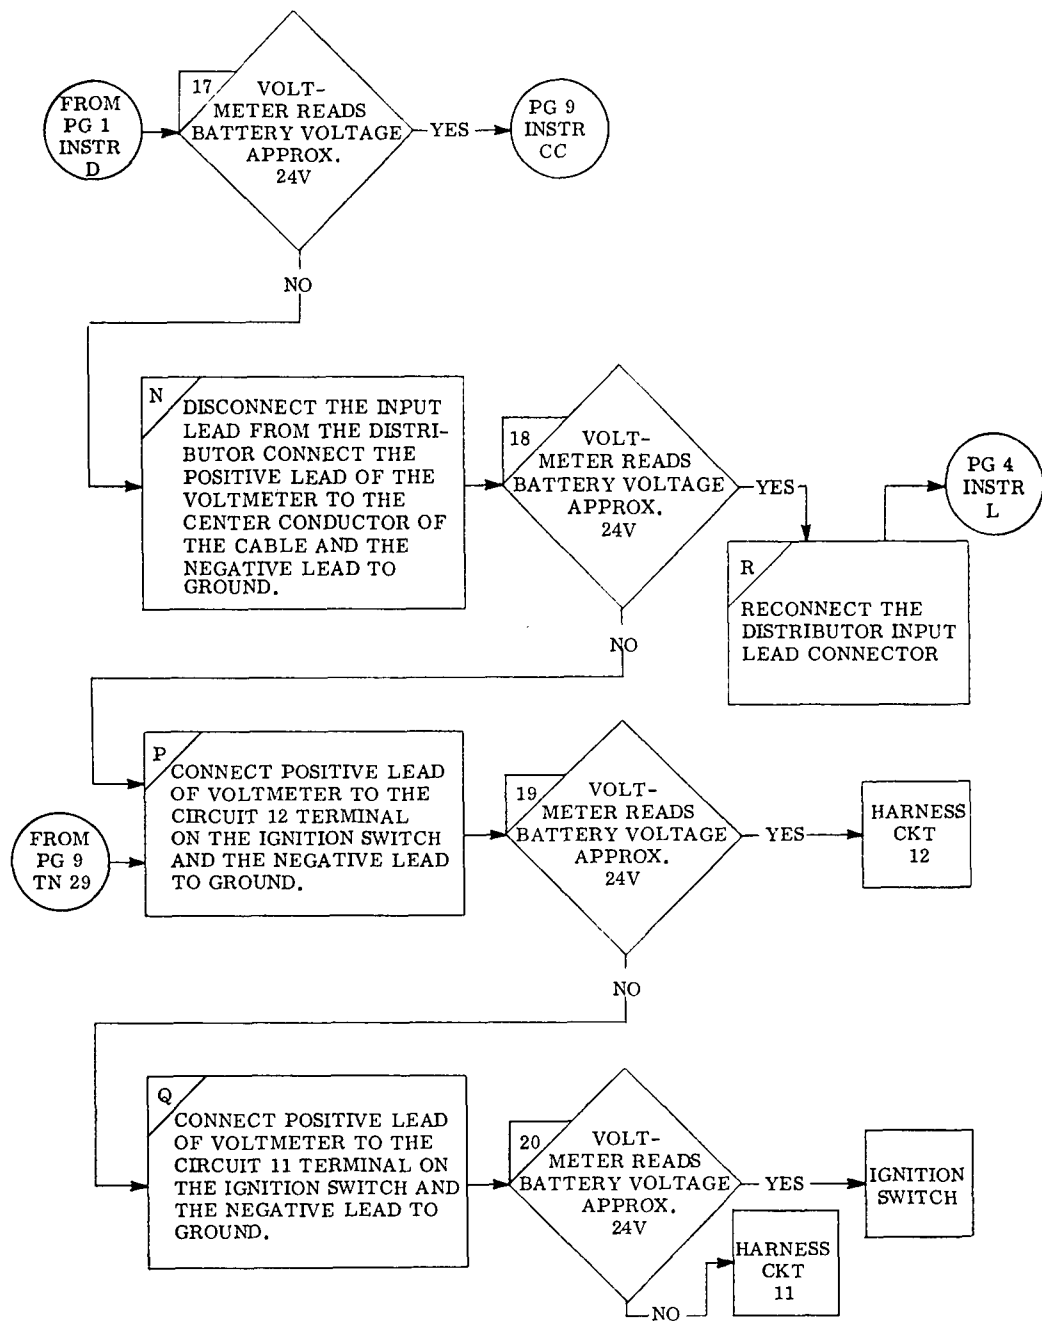 FROM
PG 1
INSTR
D
17
VOLT-
METER READS
BATTERY VOLTAGE
APPROX.
24V
YES
PG 9
INSTR
CC
NO
N
DISCONNECT THE INPUT
LEAD FROM THE DISTRI-
BUTOR CONNECT THE
POSITIVE LEAD OF THE
VOLTMETER TO THE
CENTER CONDUCTOR OF
THE CABLE AND THE
NEGATIVE LEAD TO
GROUND.
18
VOLT-
METER READS
BATTERY VOLTAGE
APPROX.
24V
YES
PG 4
INSTR
L
R
RECONNECT THE
DISTRIBUTOR INPUT
LEAD CONNECTOR
NO
FROM
PG 9
TN 29
P
CONNECT POSITIVE LEAD
OF VOLTMETER TO THE
CIRCUIT 12 TERMINAL
ON THE IGNITION SWITCH
AND THE NEGATIVE LEAD
TO GROUND.
19
VOLT-
METER READS
BATTERY VOLTAGE
APPROX.
24V
YES
HARNESS
CKT
12
NO
Q
CONNECT POSITIVE LEAD
OF VOLTMETER TO THE
CIRCUIT 11 TERMINAL ON
THE IGNITION SWITCH AND
THE NEGATIVE LEAD TO
GROUND.
20
VOLT-
METER READS
BATTERY VOLTAGE
APPROX.
24V
YES
IGNITION
SWITCH
NO
HARNESS
CKT
11